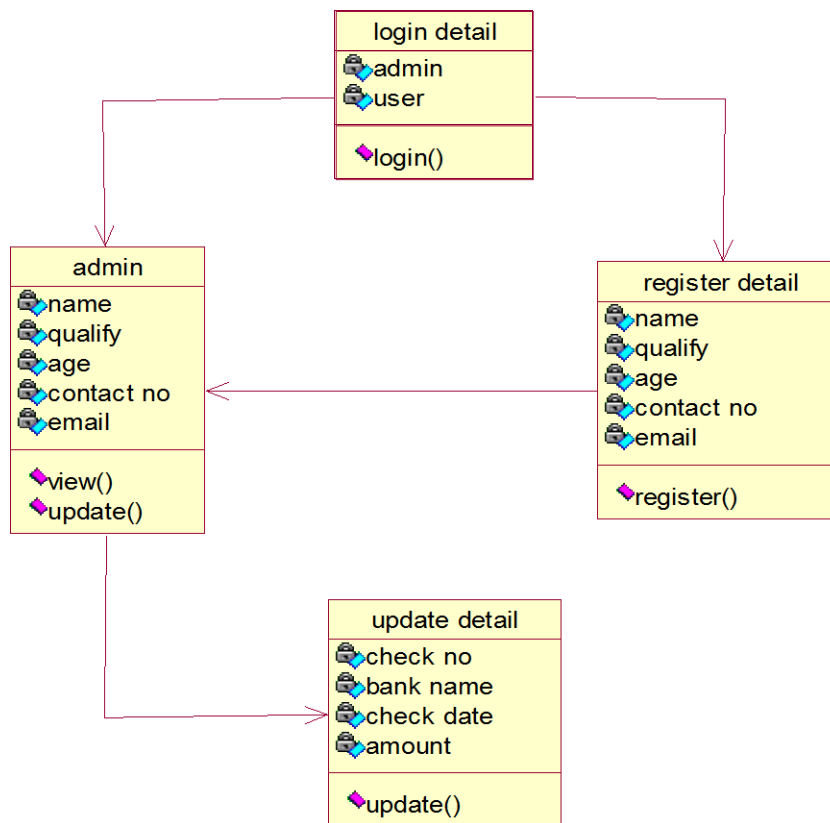 login detail
admin
user
login()
admin
name
qualify
age
contact no
email
view()
update()
register detail
name
qualify
age
contact no
email
register()
update detail
check no
bank name
check date
amount
update()